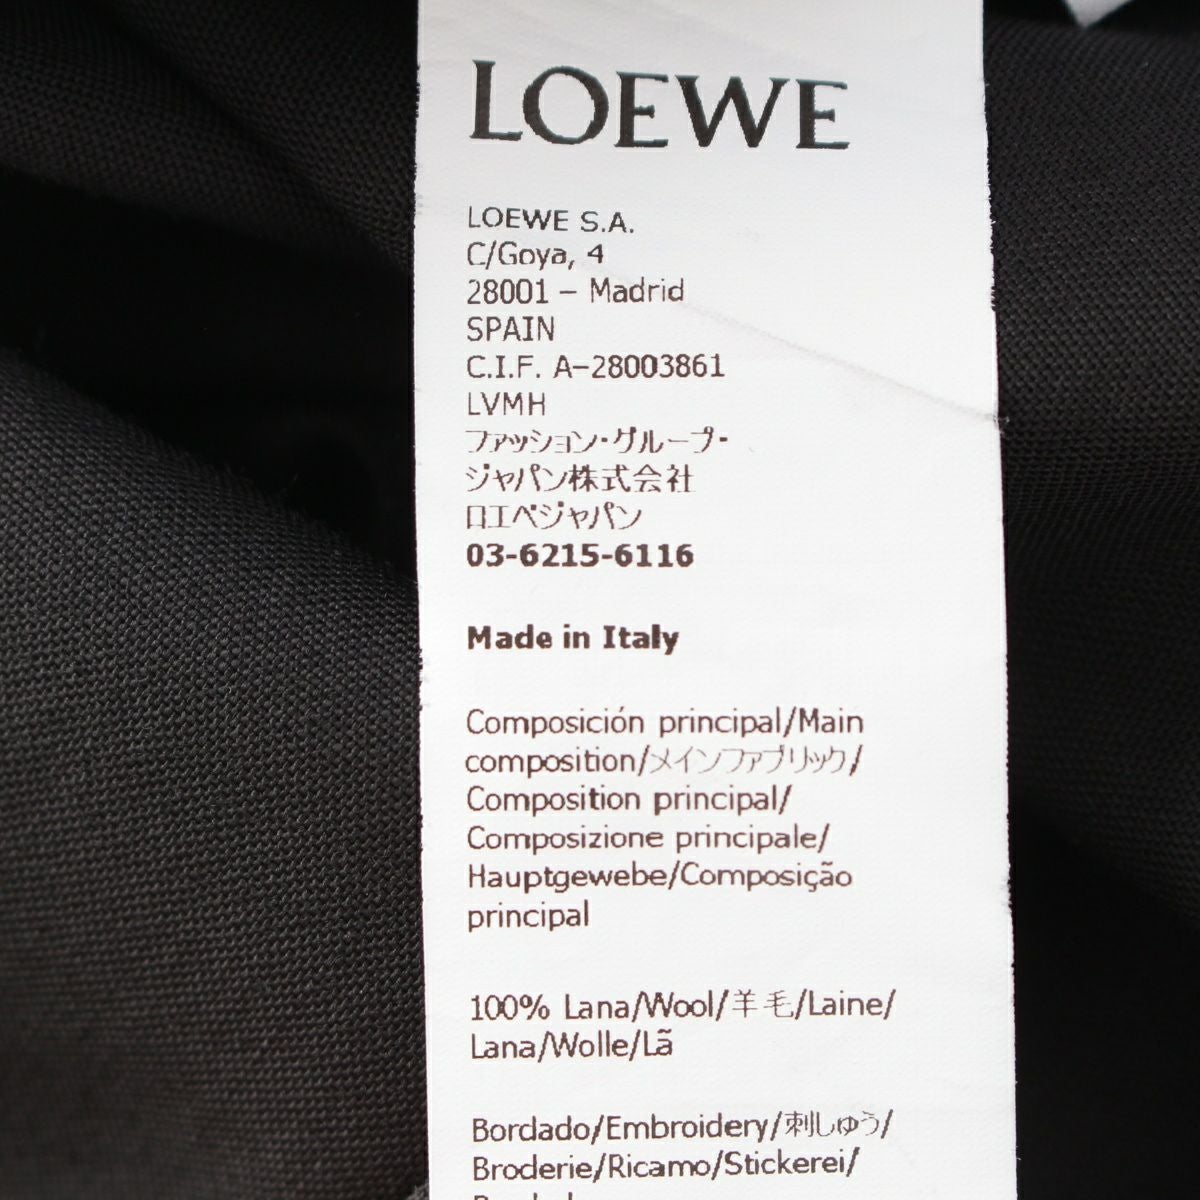 LOEWE
LOEWE S.A.
C/Goya, 4
28001 – Madrid
SPAIN
C.I.F. A-28003861
LVMH
ファッション・グループ・
ジャパン株式会社
ロエベジャパン
03-6215-6116
Made in Italy
Composición principal/Main
composition/メインファブリック/
Composition principal/
Composizione principale/
Hauptgewebe/Composição
principal
100% Lana/Wool/羊毛/Laine/
Lana/Wolle/Lã
Bordado/Embroidery/刺しゅう/
Broderie/Ricamo/Stickerei/